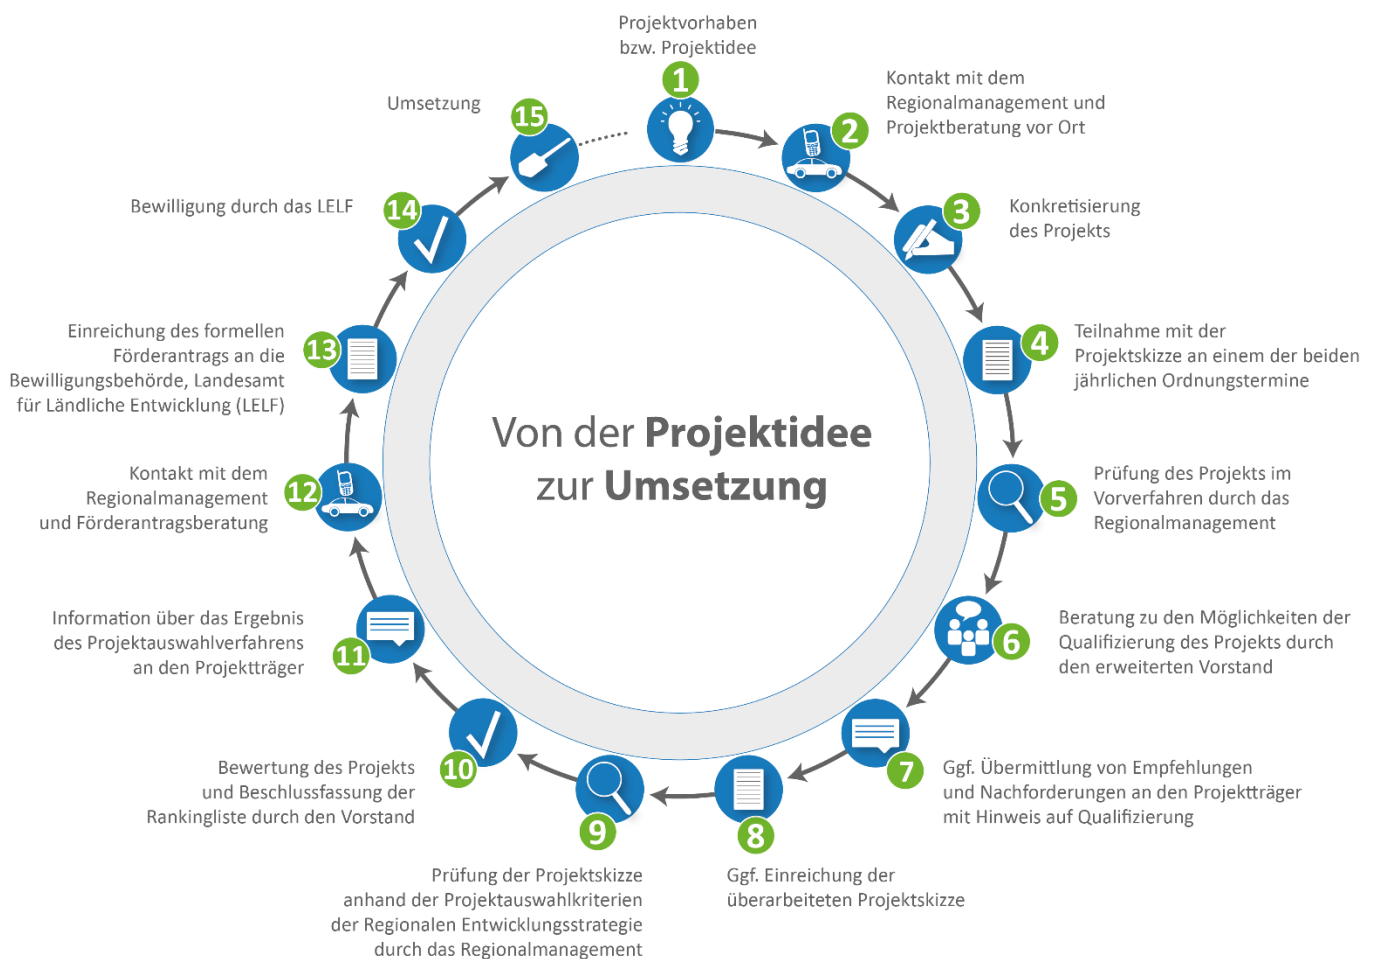 Projektvorhaben
bzw. Projektidee
1
Kontakt mit dem
Regionalmanagement und
Projektberatung vor Ort
2
Konkretisierung
des Projekts
3
Teilnahme mit der
Projektskizze an einem der beiden
jährlichen Ordnungstermine
4
Prüfung des Projekts im
Vorverfahren durch das
Regionalmanagement
5
Beratung zu den Möglichkeiten der
Qualifizierung des Projekts durch
den erweiterten Vorstand
6
Ggf. Übermittlung von Empfehlungen
und Nachforderungen an den Projektträger
mit Hinweis auf Qualifizierung
7
Ggf. Einreichung der
überarbeiteten Projektskizze
8
Prüfung der Projektskizze
anhand der Projektauswahlkriterien
der Regionalen Entwicklungsstrategie
durch das Regionalmanagement
9
Bewertung des Projekts
und Beschlussfassung der
Rankingliste durch den Vorstand
10
Information über das Ergebnis
des Projektauswahlverfahrens
an den Projektträger
11
Kontakt mit dem
Regionalmanagement
und Förderantragsberatung
12
Einreichung des formellen
Förderantrags an die
Bewilligungsbehörde, Landesamt
für Ländliche Entwicklung (LELF)
13
Bewilligung durch das LELF
14
Umsetzung
15
Von der Projektidee
zur Umsetzung